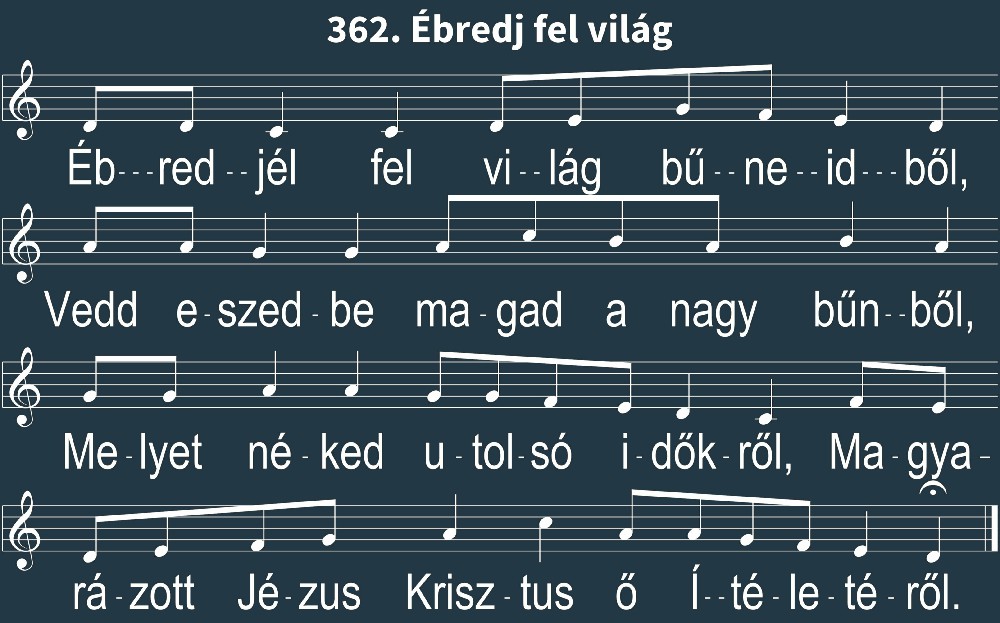 362. Ébredj fel világ
Éb---red--jél fel vi--lág bű--ne--id---ből,
Vedd e-szed-be ma-gad a nagy bűn--ből,
Me-lyet né-ked u-tol-só i-dők-ről, Ma-gya-
rá-zott Jé-zus Krisz-tus ő Í--té-le-té-ről.